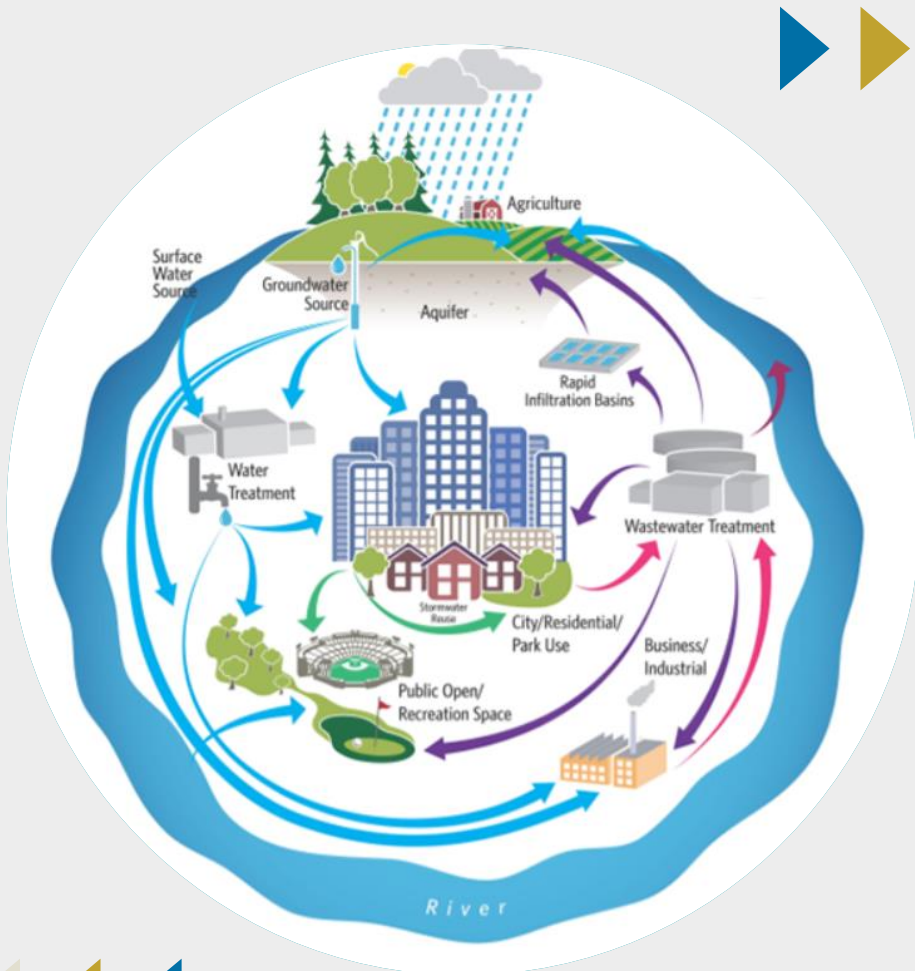 Agriculture
Surface
Water
Source
Groundwater
Source
Aquifer
Rapid
Infiltration Basins
Water
Treatment
Wastewater Treatment
Stormwater
Reuse
City/Residential/
Park Use
Business/
Industrial
Public Open/
Recreation Space
River